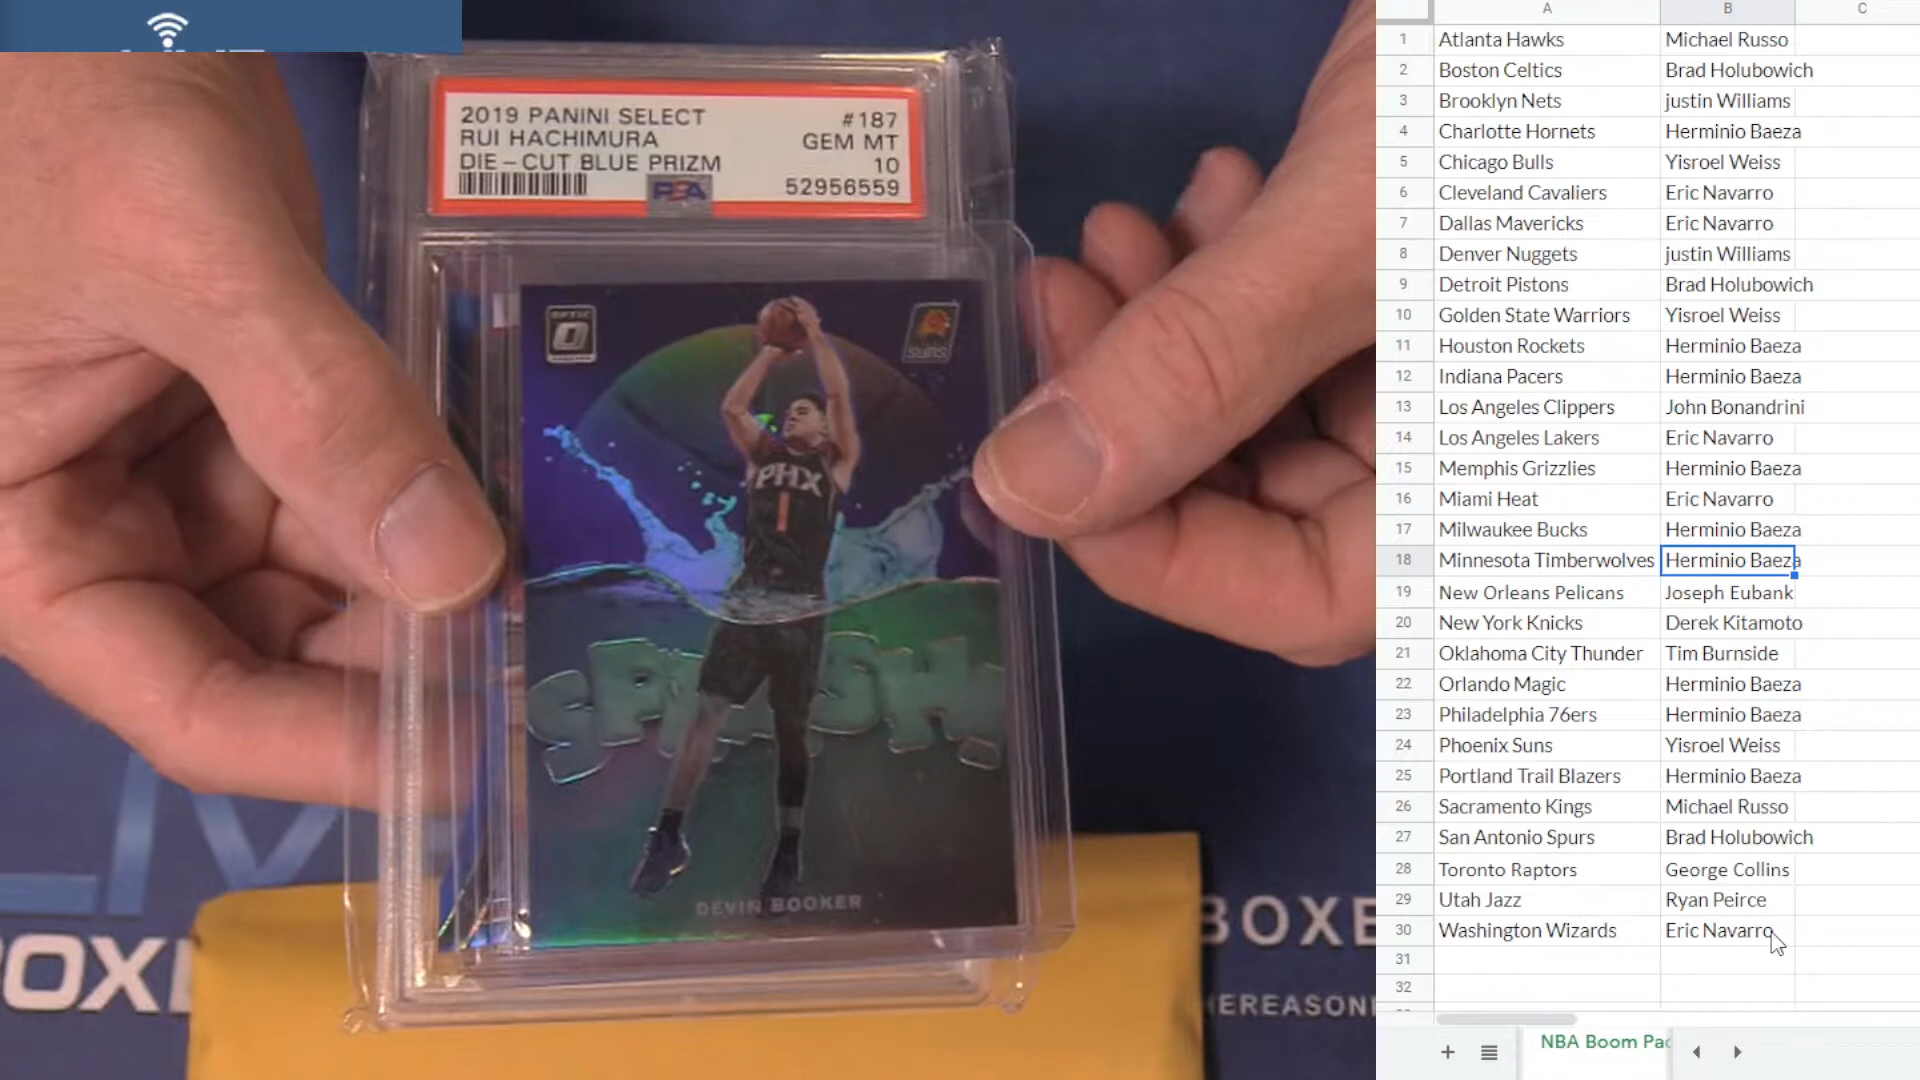 2019 PANINI SELECT #187
RUI HACHIMURA GEM MT
DIE-CUT BLUE PRIZM 10
PSA 52956559
OPTIC
SUNS
PHX
1
SPLASH!
DEVIN BOOKER
BOXE
OX
HEREASON
A B C
1 Atlanta Hawks Michael Russo
2 Boston Celtics Brad Holubowich
3 Brooklyn Nets justin Williams
4 Charlotte Hornets Herminio Baeza
5 Chicago Bulls Yisroel Weiss
6 Cleveland Cavaliers Eric Navarro
7 Dallas Mavericks Eric Navarro
8 Denver Nuggets justin Williams
9 Detroit Pistons Brad Holubowich
10 Golden State Warriors Yisroel Weiss
11 Houston Rockets Herminio Baeza
12 Indiana Pacers Herminio Baeza
13 Los Angeles Clippers John Bonandrini
14 Los Angeles Lakers Eric Navarro
15 Memphis Grizzlies Herminio Baeza
16 Miami Heat Eric Navarro
17 Milwaukee Bucks Herminio Baeza
18 Minnesota Timberwolves Herminio Baeza
19 New Orleans Pelicans Joseph Eubank
20 New York Knicks Derek Kitamoto
21 Oklahoma City Thunder Tim Burnside
22 Orlando Magic Herminio Baeza
23 Philadelphia 76ers Herminio Baeza
24 Phoenix Suns Yisroel Weiss
25 Portland Trail Blazers Herminio Baeza
26 Sacramento Kings Michael Russo
27 San Antonio Spurs Brad Holubowich
28 Toronto Raptors George Collins
29 Utah Jazz Ryan Peirce
30 Washington Wizards Eric Navarro
31
32
NBA Boom Pac